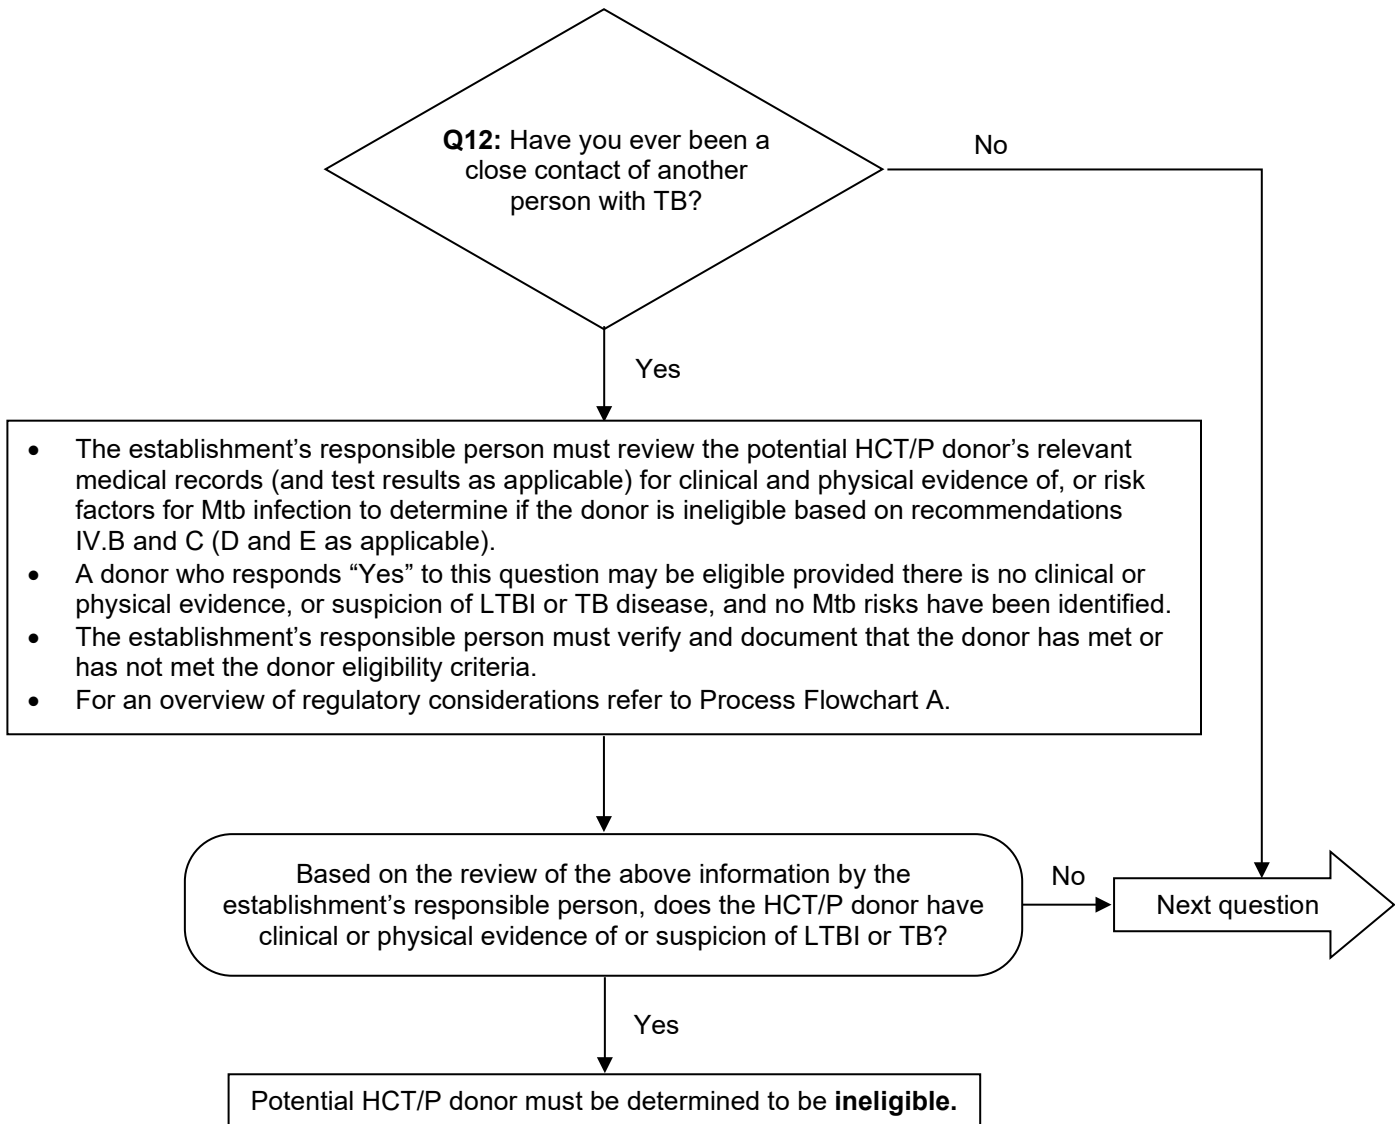 Q12: Have you ever been a
close contact of another
person with TB?
No
Yes
• The establishment’s responsible person must review the potential HCT/P donor’s relevant
medical records (and test results as applicable) for clinical and physical evidence of, or risk
factors for Mtb infection to determine if the donor is ineligible based on recommendations
IV.B and C (D and E as applicable).
• A donor who responds “Yes” to this question may be eligible provided there is no clinical or
physical evidence, or suspicion of LTBI or TB disease, and no Mtb risks have been identified.
• The establishment’s responsible person must verify and document that the donor has met or
has not met the donor eligibility criteria.
• For an overview of regulatory considerations refer to Process Flowchart A.
Based on the review of the above information by the
establishment’s responsible person, does the HCT/P donor have
clinical or physical evidence of or suspicion of LTBI or TB?
No
Next question
Yes
Potential HCT/P donor must be determined to be ineligible.